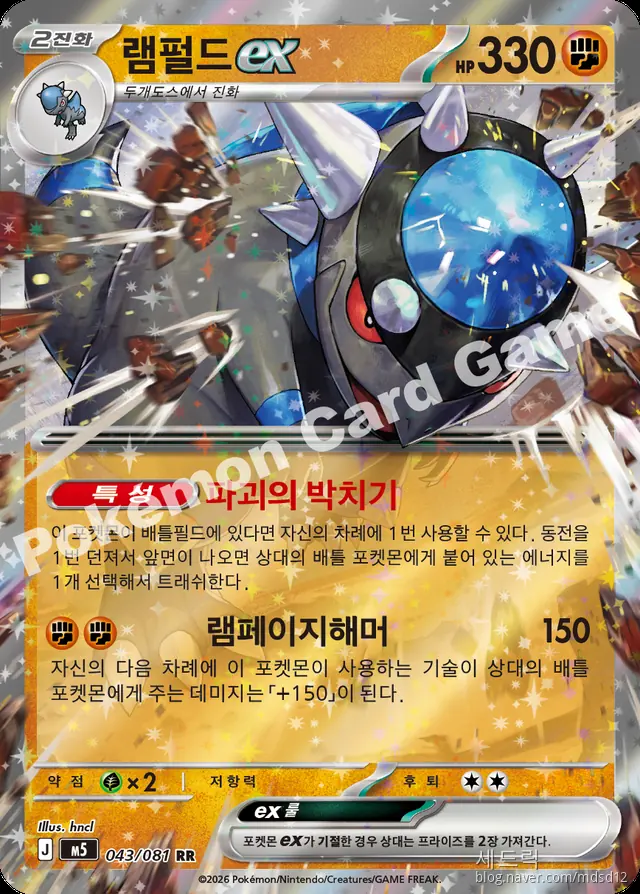 2진화
램펄드ex
HP 330
두개도스에서 진화
특성 파괴의 박치기
이 포켓몬이 배틀필드에 있다면 자신의 차례에 1번 사용할 수 있다. 동전을
1번 던져서 앞면이 나오면 상대의 배틀 포켓몬에게 붙어 있는 에너지를
1개 선택해서 트래쉬한다.
램페이지해머 150
자신의 다음 차례에 이 포켓몬이 사용하는 기술이 상대의 배틀
포켓몬에게 주는 데미지는 「+150」이 된다.
약점 ×2 저항력 후퇴
ex 룰
포켓몬 ex가 기절한 경우 상대는 프라이즈를 2장 가져간다.
Illus. hncl
J M5 043/081 RR
©2026 Pokémon/Nintendo/Creatures/GAME FREAK.
Pokémon Card Game
세드릭
blog.naver.com/mdsd12